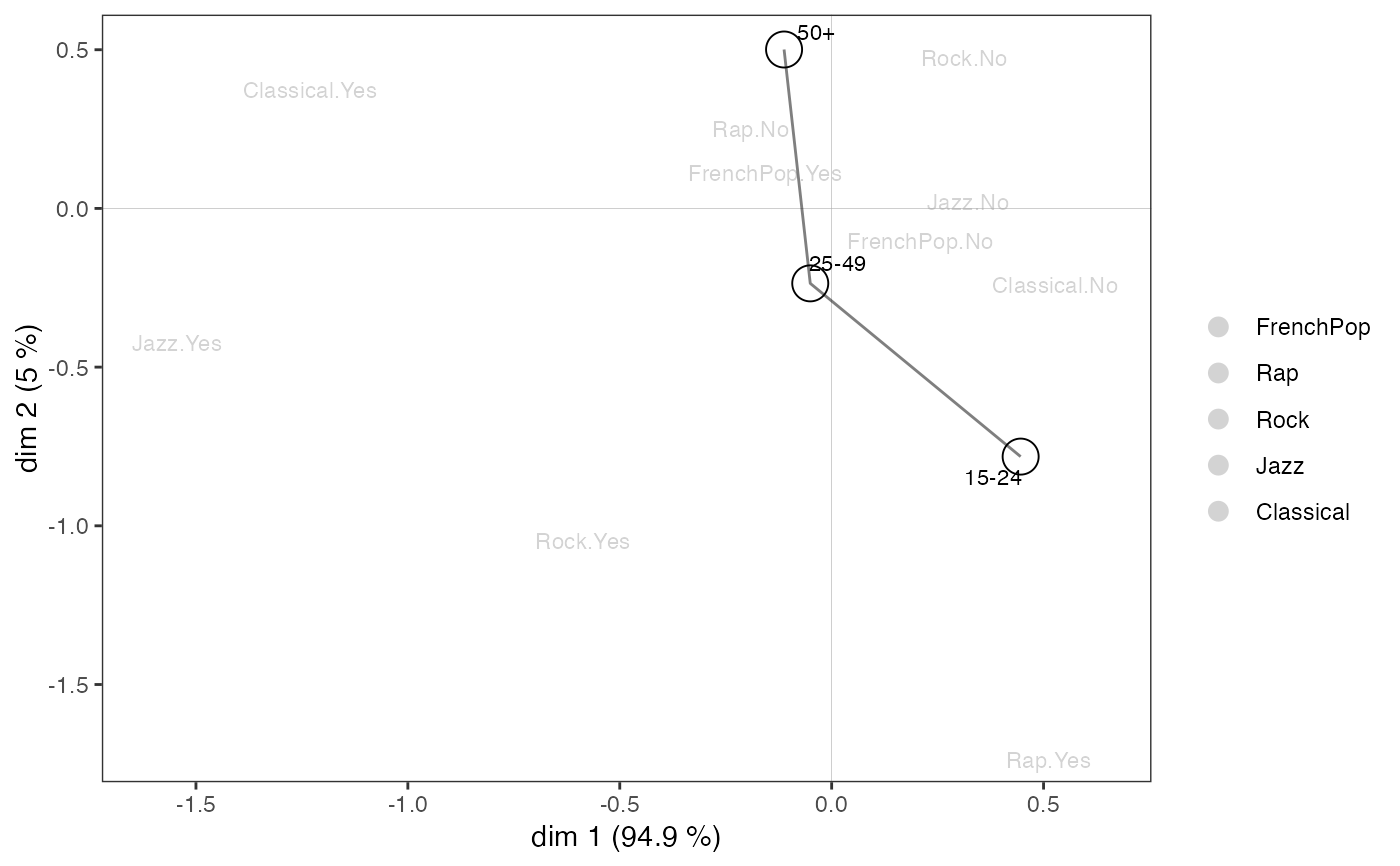 50+
0.5
Rock.No
Classical.Yes
Rap.No
FrenchPop.Yes
0.0
Jazz.No
FrenchPop.No
25-49
Classical.No
FrenchPop
Jazz.Yes
-0.5
Rap
Rock
Jazz
15-24
Classical
-1.0
Rock.Yes
-1.5
Rap.Yes
dim 2 (5 %)
-1.5 -1.0 -0.5 0.0 0.5
dim 1 (94.9 %)